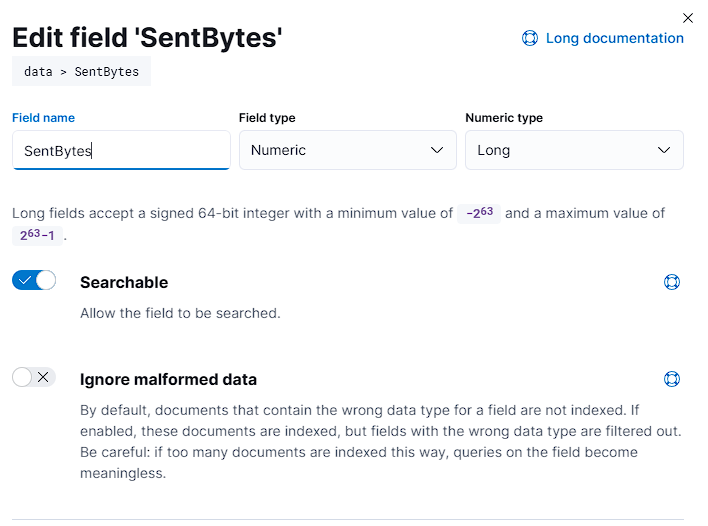 Edit field 'SentBytes'
Long documentation
data > SentBytes
Field name
Field type
Numeric type
SentBytes
Numeric
Long
Long fields accept a signed 64-bit integer with a minimum value of -2⁶³ and a maximum value of
2⁶³-1 .
Searchable
Allow the field to be searched.
Ignore malformed data
By default, documents that contain the wrong data type for a field are not indexed. If
enabled, these documents are indexed, but fields with the wrong data type are filtered out.
Be careful: if too many documents are indexed this way, queries on the field become
meaningless.